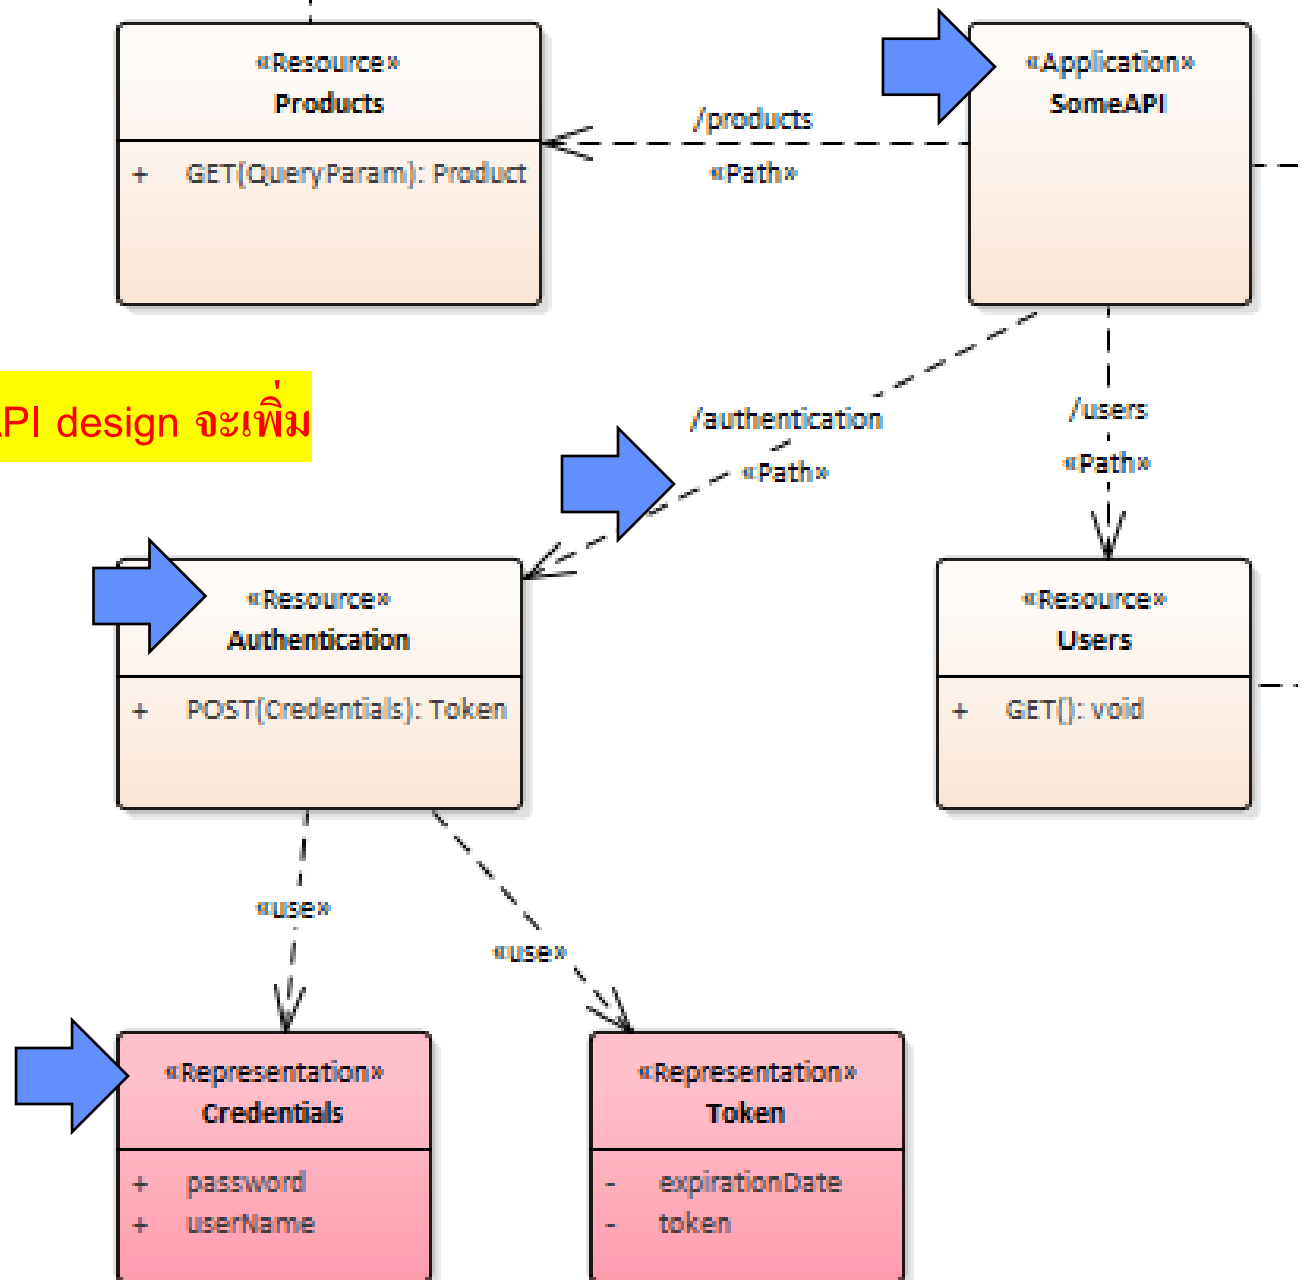 «Resource»
Products
+ GET(QueryParam): Product
«Application»
SomeAPI
/products
«Path»
API design จะเพิ่ม
/authentication
«Path»
/users
«Path»
«Resource»
Authentication
+ POST(Credentials): Token
«Resource»
Users
+ GET(): void
«use»
«use»
«Representation»
Credentials
+ password
+ userName
«Representation»
Token
- expirationDate
- token